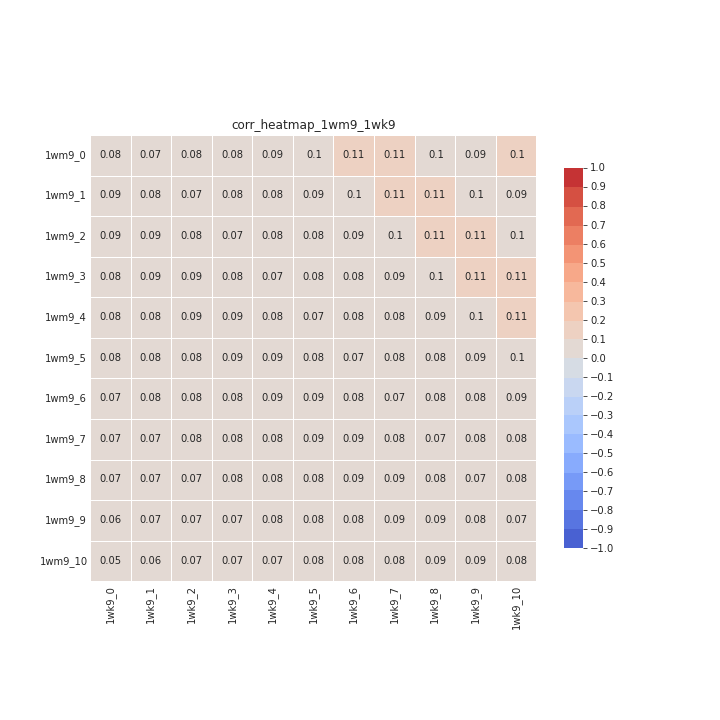 corr_heatmap_1wm9_1wk9
1wm9_0 0.08 0.07 0.08 0.08 0.09 0.1 0.11 0.11 0.1 0.09 0.1
1wm9_1 0.09 0.08 0.07 0.08 0.08 0.09 0.1 0.11 0.11 0.1 0.09
1wm9_2 0.09 0.09 0.08 0.07 0.08 0.08 0.09 0.1 0.11 0.11 0.1
1wm9_3 0.08 0.09 0.09 0.08 0.07 0.08 0.08 0.09 0.1 0.11 0.11
1wm9_4 0.08 0.08 0.09 0.09 0.08 0.07 0.08 0.08 0.09 0.1 0.11
1wm9_5 0.08 0.08 0.08 0.09 0.09 0.08 0.07 0.08 0.08 0.09 0.1
1wm9_6 0.07 0.08 0.08 0.08 0.09 0.09 0.08 0.07 0.08 0.08 0.09
1wm9_7 0.07 0.07 0.08 0.08 0.08 0.09 0.09 0.08 0.07 0.08 0.08
1wm9_8 0.07 0.07 0.07 0.08 0.08 0.08 0.09 0.09 0.08 0.07 0.08
1wm9_9 0.06 0.07 0.07 0.07 0.08 0.08 0.08 0.09 0.09 0.08 0.07
1wm9_10 0.05 0.06 0.07 0.07 0.07 0.08 0.08 0.08 0.09 0.09 0.08
1wk9_0 1wk9_1 1wk9_2 1wk9_3 1wk9_4 1wk9_5 1wk9_6 1wk9_7 1wk9_8 1wk9_9 1wk9_10
1.0
0.9
0.8
0.7
0.6
0.5
0.4
0.3
0.2
0.1
0.0
−0.1
−0.2
−0.3
−0.4
−0.5
−0.6
−0.7
−0.8
−0.9
−1.0